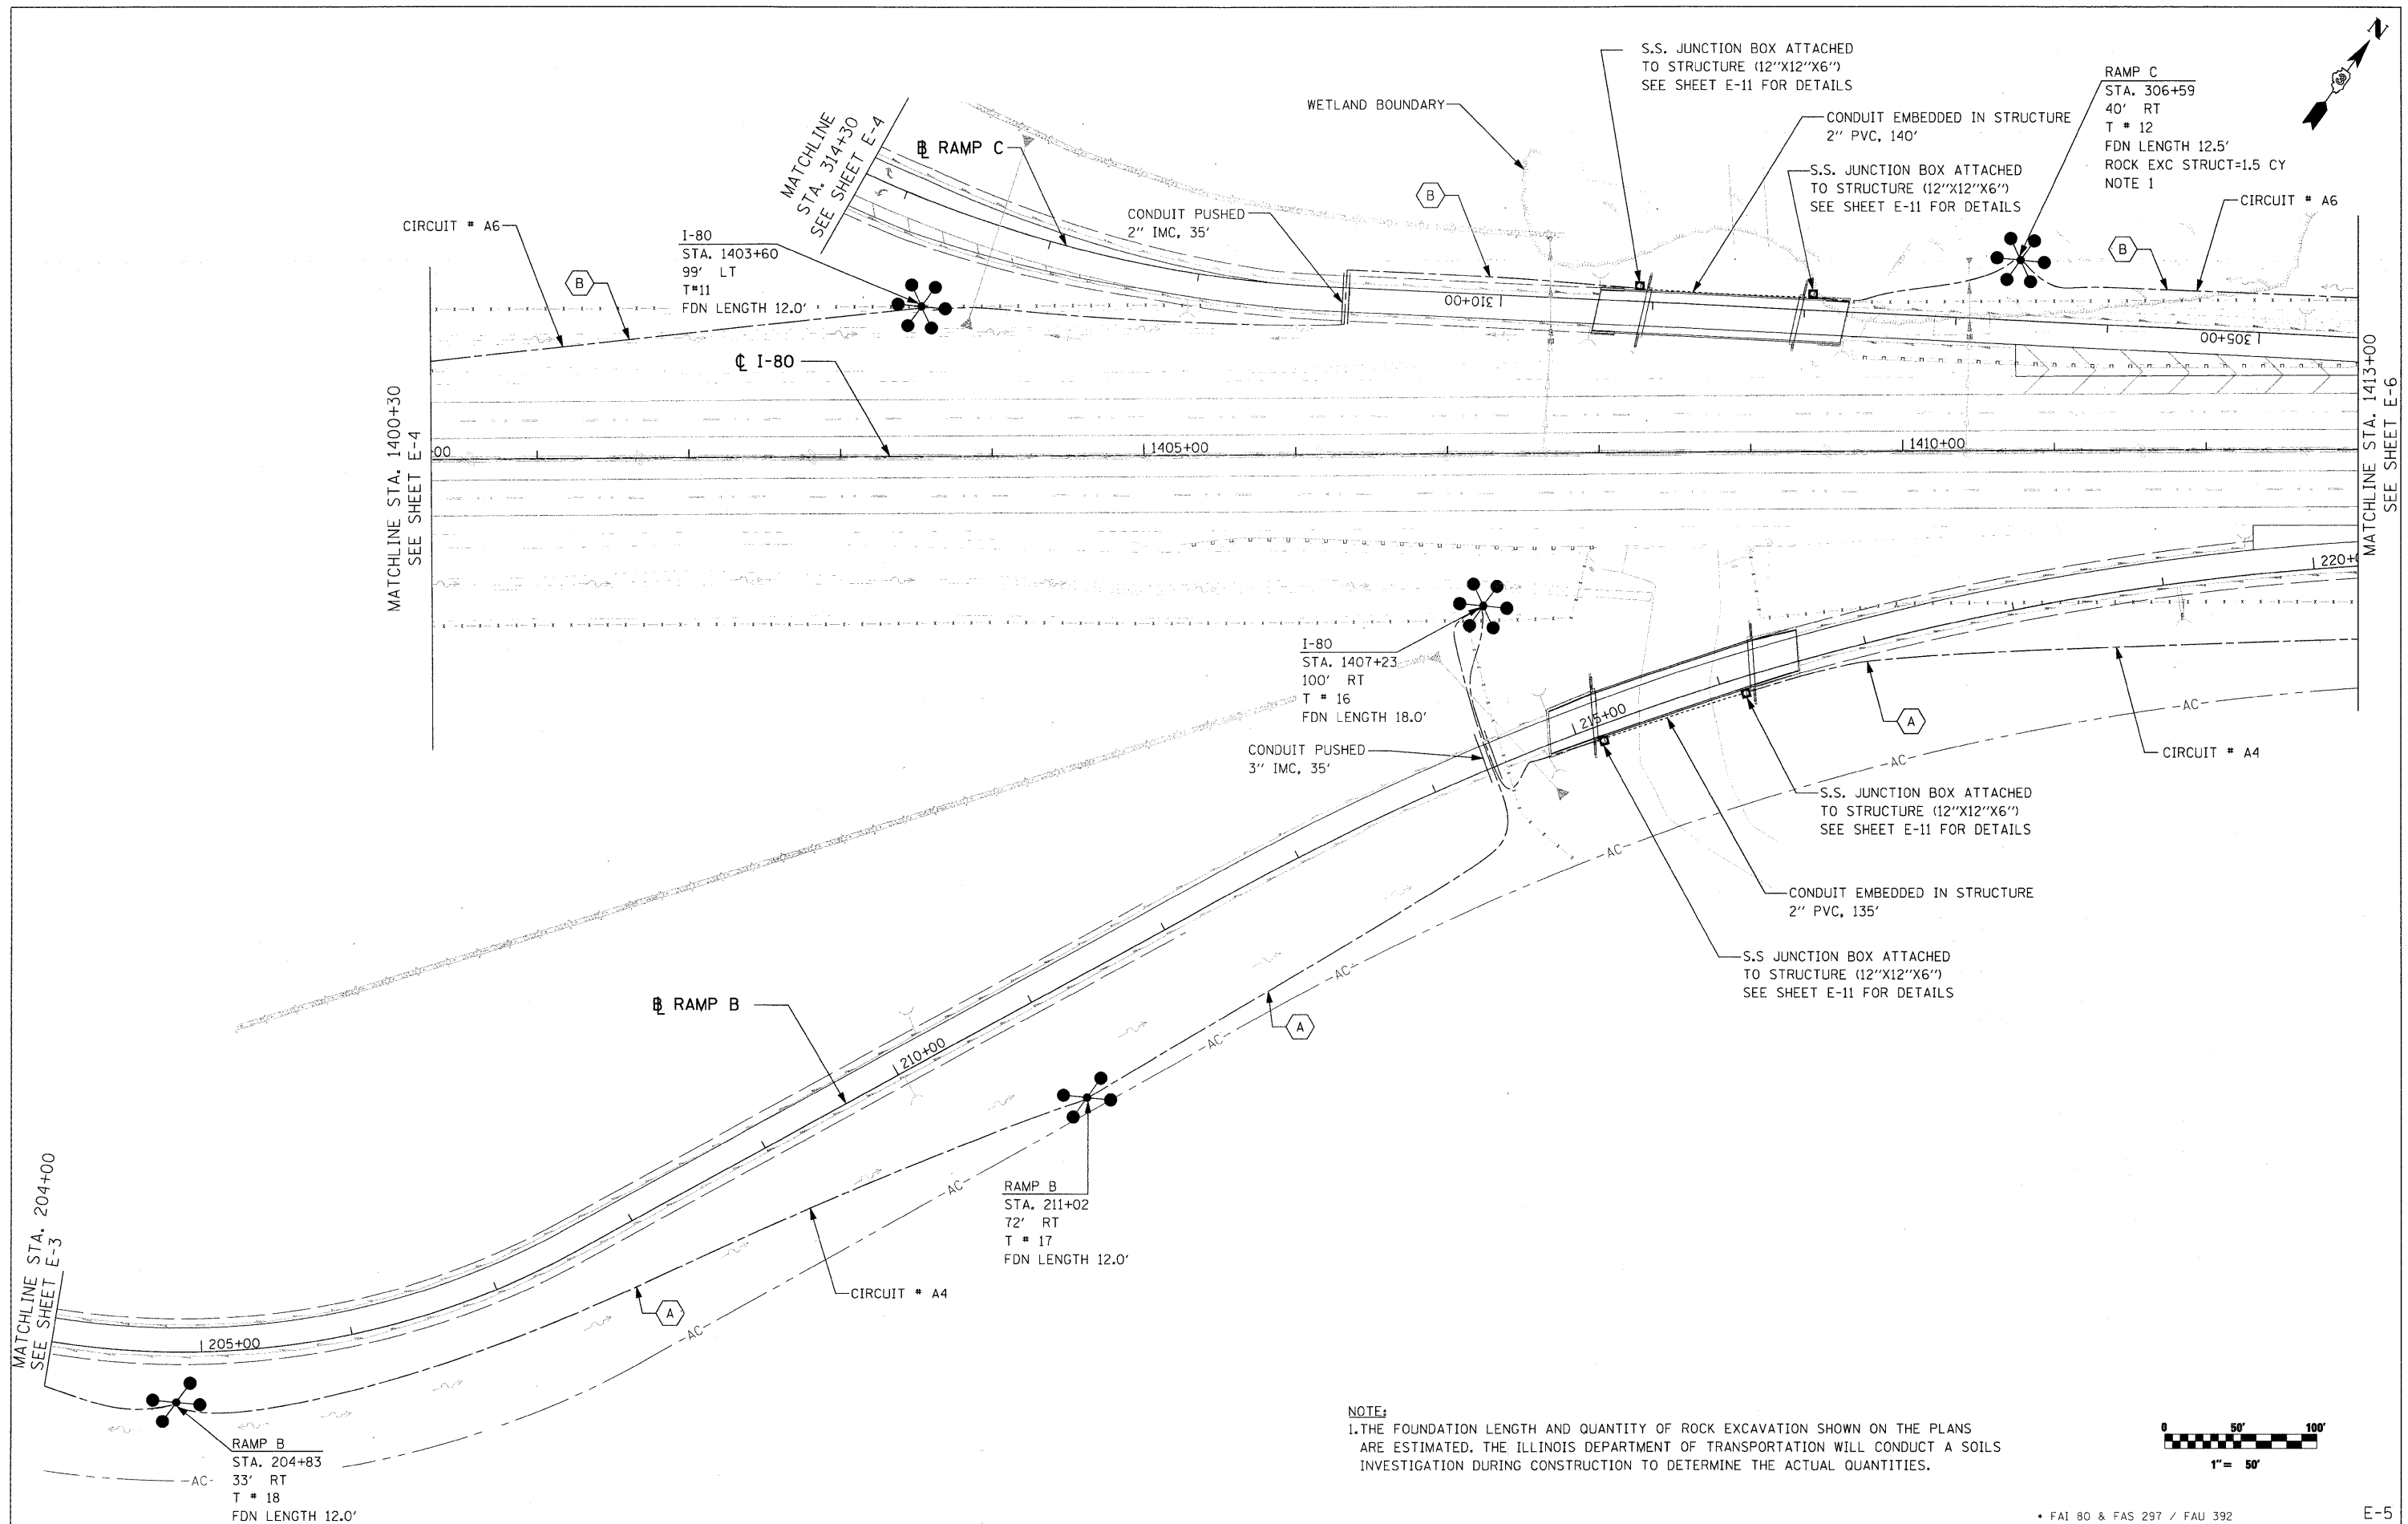 N
S.S. JUNCTION BOX ATTACHED
TO STRUCTURE (12"X12"X6")
SEE SHEET E-11 FOR DETAILS
RAMP C
STA. 306+59
40' RT
T # 12
FDN LENGTH 12.5'
ROCK EXC STRUCT=1.5 CY
NOTE 1
WETLAND BOUNDARY
CONDUIT EMBEDDED IN STRUCTURE
2" PVC, 140'
MATCHLINE
STA. 314+30
SEE SHEET E-4
℄ RAMP C
S.S. JUNCTION BOX ATTACHED
TO STRUCTURE (12"X12"X6")
SEE SHEET E-11 FOR DETAILS
B
CIRCUIT # A6
CONDUIT PUSHED
2" IMC, 35'
CIRCUIT # A6
I-80
STA. 1403+60
99' LT
T#11
FDN LENGTH 12.0'
B
B
310+00
305+00
℄ I-80
MATCHLINE STA. 1400+30
SEE SHEET E-4
00
1405+00
1410+00
MATCHLINE STA. 1413+00
SEE SHEET E-6
220+0
I-80
STA. 1407+23
100' RT
T # 16
FDN LENGTH 18.0'
215+00
A
AC
CONDUIT PUSHED
3" IMC, 35'
CIRCUIT # A4
AC
S.S. JUNCTION BOX ATTACHED
TO STRUCTURE (12"X12"X6")
SEE SHEET E-11 FOR DETAILS
AC
CONDUIT EMBEDDED IN STRUCTURE
2" PVC, 135'
S.S JUNCTION BOX ATTACHED
TO STRUCTURE (12"X12"X6")
SEE SHEET E-11 FOR DETAILS
AC
℄ RAMP B
A
AC
210+00
RAMP B
STA. 211+02
72' RT
T # 17
FDN LENGTH 12.0'
AC
MATCHLINE STA. 204+00
SEE SHEET E-3
CIRCUIT # A4
A
AC
205+00
RAMP B
STA. 204+83
33' RT
T # 18
FDN LENGTH 12.0'
AC
NOTE:
1.THE FOUNDATION LENGTH AND QUANTITY OF ROCK EXCAVATION SHOWN ON THE PLANS
ARE ESTIMATED. THE ILLINOIS DEPARTMENT OF TRANSPORTATION WILL CONDUCT A SOILS
INVESTIGATION DURING CONSTRUCTION TO DETERMINE THE ACTUAL QUANTITIES.
0 50' 100'
1"= 50'
* FAI 80 & FAS 297 / FAU 392
E-5